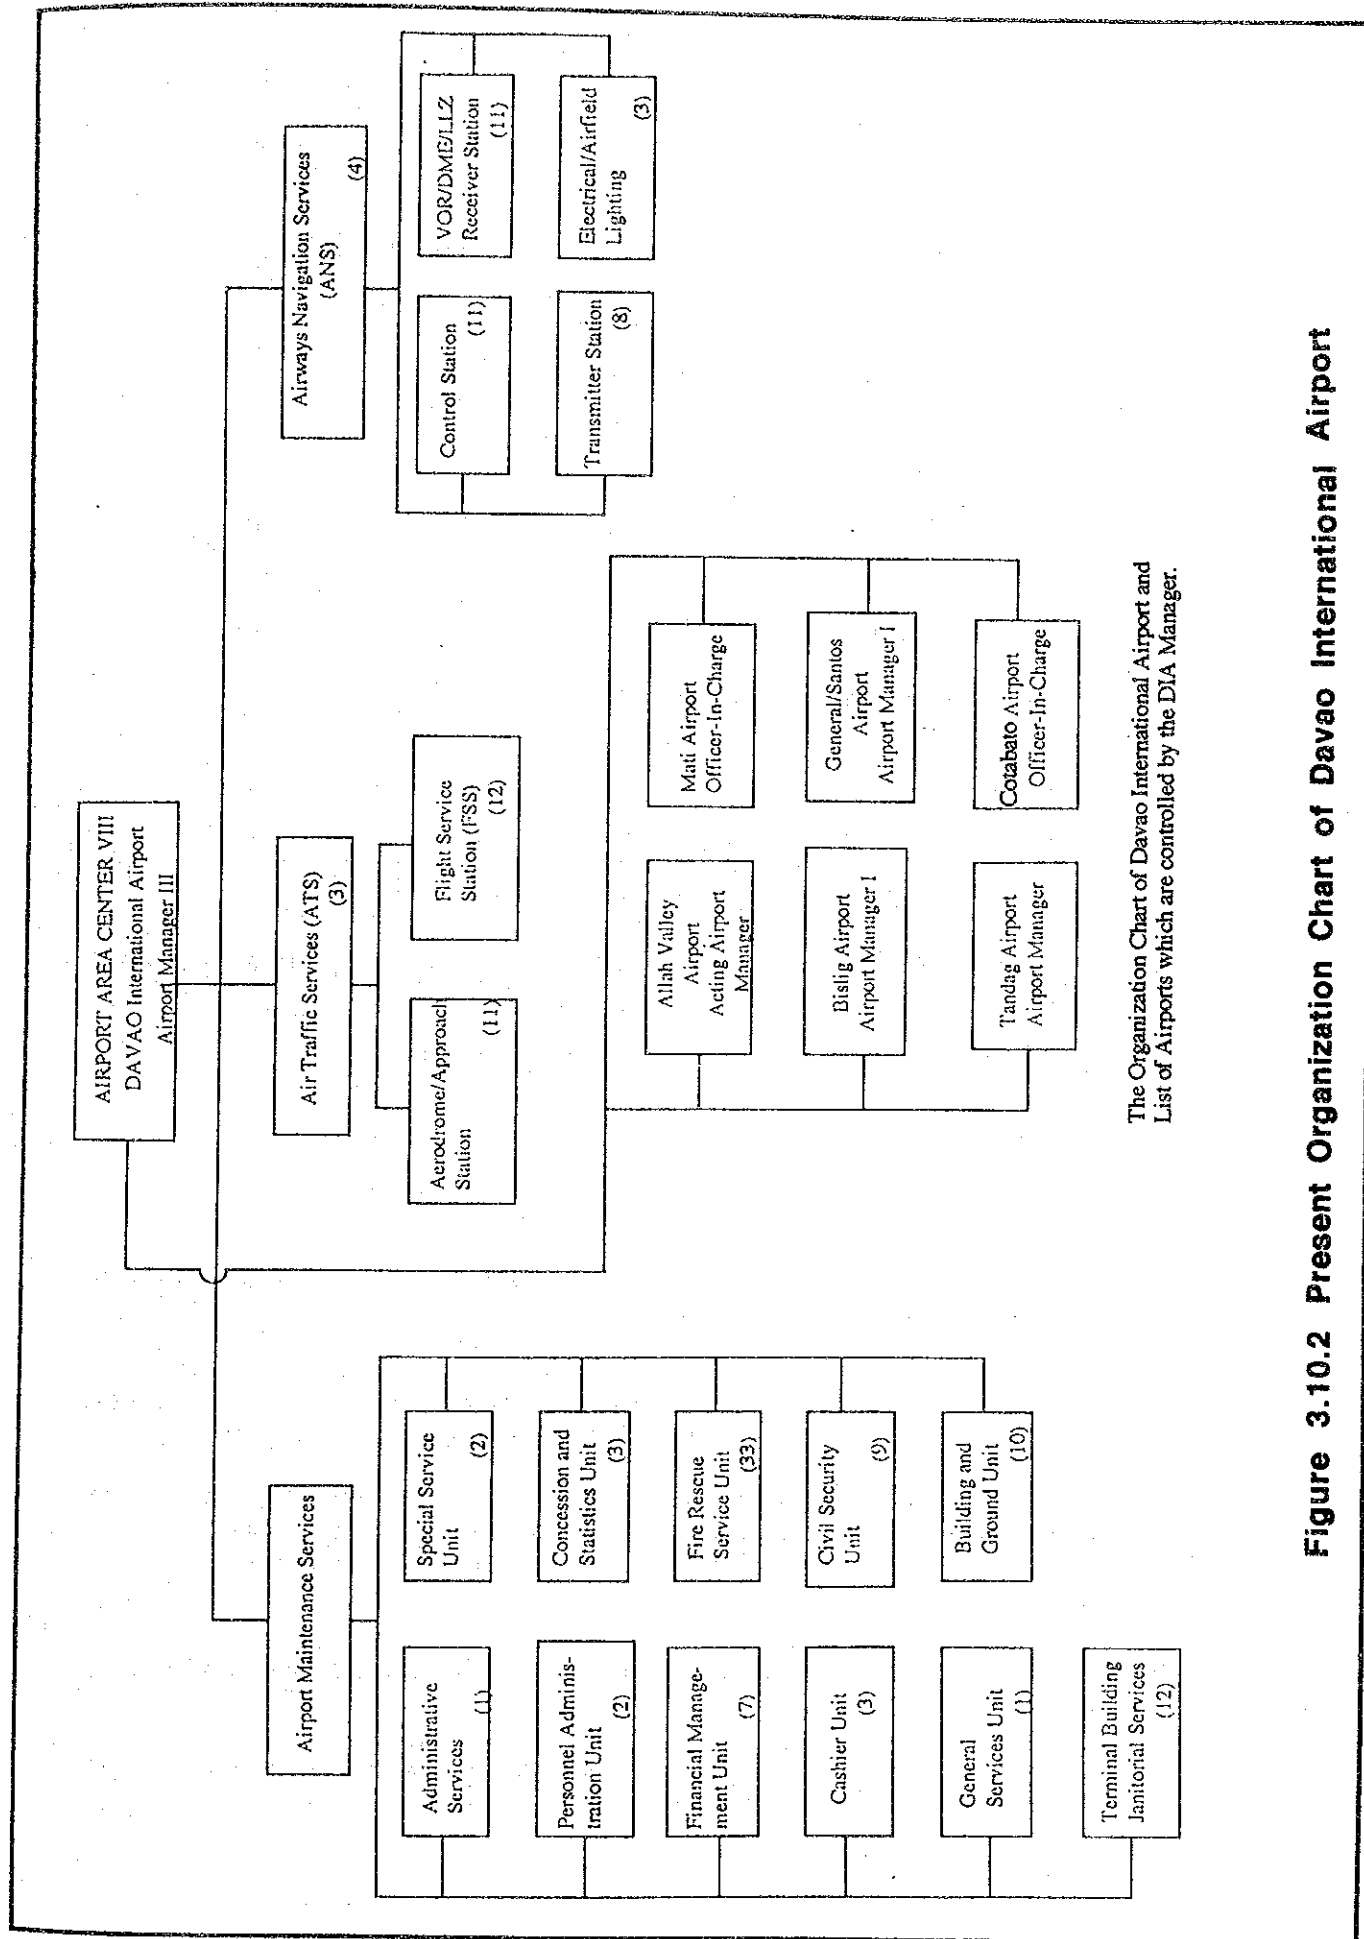 AIRPORT AREA CENTER VIII
DAVAO International Airport
Airport Manager III
Airport Maintenance Services
Air Traffic Services (ATS)
(3)
Airways Navigation Services
(ANS)
(4)
Administrative
Services
(1)
Special Service
Unit
(2)
Personnel Adminis-
tration Unit
(2)
Concession and
Statistics Unit
(3)
Financial Manage-
ment Unit
(7)
Fire Rescue
Service Unit
(33)
Cashier Unit
(3)
Civil Security
Unit
(9)
General
Services Unit
(1)
Building and
Ground Unit
(10)
Terminal Building
Janitorial Services
(12)
Aerodrome/Approach
Station
(11)
Flight Service
Station (FSS)
(12)
Control Station
(11)
VOR/DME/LLZ
Receiver Station
(11)
Transmitter Station
(8)
Electrical/Airfield
Lighting
(3)
Allah Valley
Airport
Acting Airport
Manager
Mati Airport
Officer-In-Charge
Bislig Airport
Airport Manager I
General/Santos
Airport
Airport Manager I
Tandag Airport
Airport Manager
Cotabato Airport
Officer-In-Charge
The Organization Chart of Davao International Airport and
List of Airports which are controlled by the DIA Manager.
Figure 3.10.2 Present Organization Chart of Davao International Airport